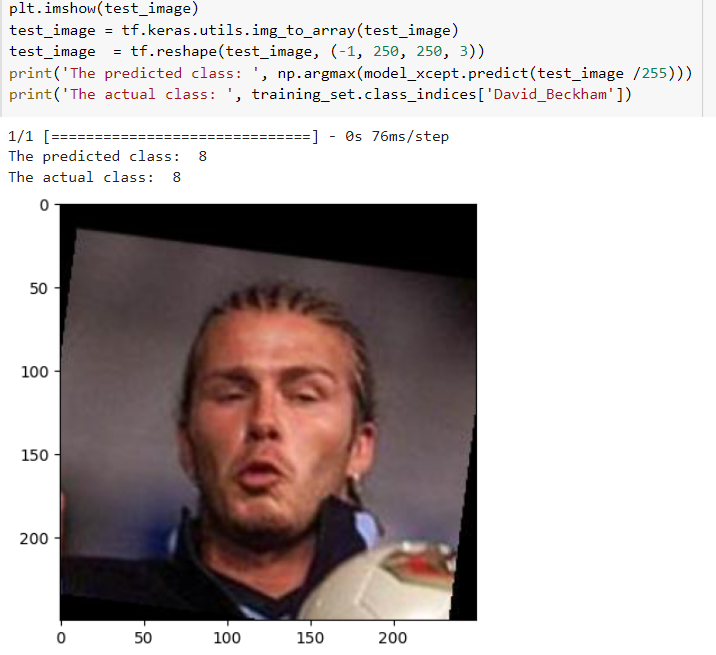 plt.imshow(test_image)
test_image = tf.keras.utils.img_to_array(test_image)
test_image  = tf.reshape(test_image, (-1, 250, 250, 3))
print('The predicted class: ', np.argmax(model_xcept.predict(test_image /255)))
print('The actual class: ', training_set.class_indices['David_Beckham'])
1/1 [==============================] - 0s 76ms/step
The predicted class:  8
The actual class:  8
0
50
100
150
200
0 50 100 150 200